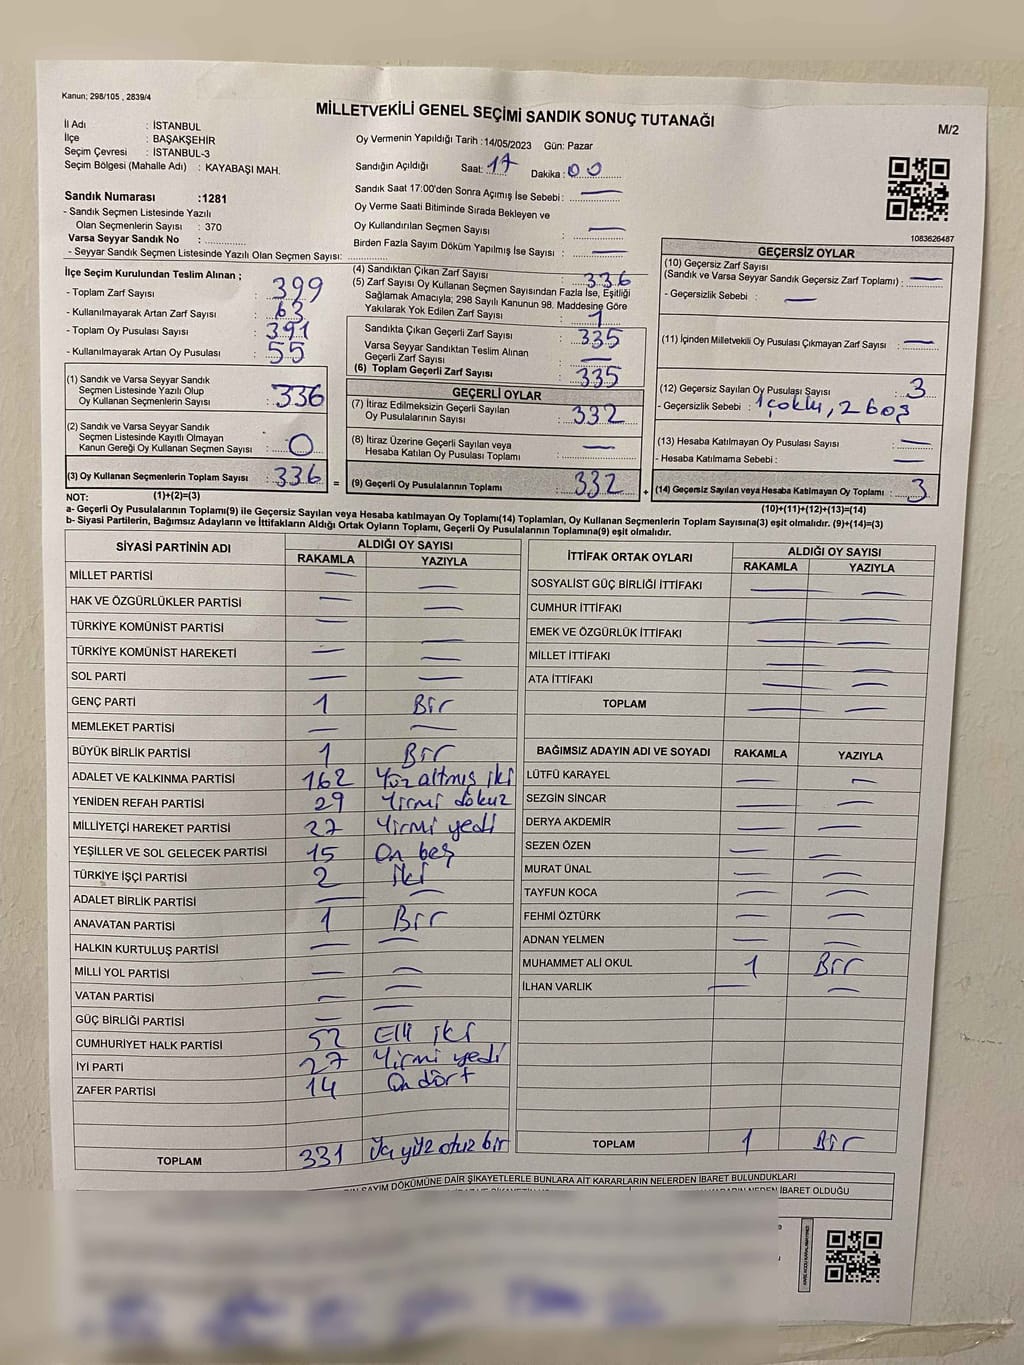 Kanun; 298/105 , 2839/4
MİLLETVEKİLİ GENEL SEÇİMİ SANDIK SONUÇ TUTANAĞI
M/2
İl Adı : İSTANBUL
İlçe : BAŞAKŞEHİR
Seçim Çevresi : İSTANBUL-3
Seçim Bölgesi (Mahalle Adı) : KAYABAŞI MAH.
Sandık Numarası :1281
- Sandık Seçmen Listesinde Yazılı
Olan Seçmenlerin Sayısı : 370
Varsa Seyyar Sandık No :
- Seyyar Sandık Seçmen Listesinde Yazılı Olan Seçmen Sayısı:
Oy Vermenin Yapıldığı Tarih :14/05/2023 Gün: Pazar
Sandığın Açıldığı Saat: 17 Dakika : 00
Sandık Saat 17:00'den Sonra Açımış İse Sebebi : —
Oy Verme Saati Bitiminde Sırada Bekleyen ve
Oy Kullandırılan Seçmen Sayısı : —
Birden Fazla Sayım Döküm Yapılmış İse Sayısı : —
1083626487
İlçe Seçim Kurulundan Teslim Alınan ;
- Toplam Zarf Sayısı : 399
- Kullanılmayarak Artan Zarf Sayısı : 63
- Toplam Oy Pusulası Sayısı : 391
- Kullanılmayarak Artan Oy Pusulası : 55
(1) Sandık ve Varsa Seyyar Sandık
Seçmen Listesinde Yazılı Olup
Oy Kullanan Seçmenlerin Sayısı : 336
(2) Sandık ve Varsa Seyyar Sandık
Seçmen Listesinde Kayıtlı Olmayan
Kanun Gereği Oy Kullanan Seçmen Sayısı : 0
(3) Oy Kullanan Seçmenlerin Toplam Sayısı : 336 =
(4) Sandıktan Çıkan Zarf Sayısı : 336
(5) Zarf Sayısı Oy Kullanan Seçmen Sayısından Fazla İse, Eşitliği
Sağlamak Amacıyla; 298 Sayılı Kanunun 98. Maddesine Göre
Yakılarak Yok Edilen Zarf Sayısı : 1
Sandıkta Çıkan Geçerli Zarf Sayısı : 335
Varsa Seyyar Sandıktan Teslim Alınan
Geçerli Zarf Sayısı : —
(6) Toplam Geçerli Zarf Sayısı : 335
GEÇERLİ OYLAR
(7) İtiraz Edilmeksizin Geçerli Sayılan
Oy Pusulalarının Sayısı : 332
(8) İtiraz Üzerine Geçerli Sayılan veya
Hesaba Katılan Oy Pusulası Toplamı : —
(9) Geçerli Oy Pusulalarının Toplamı : 332 +
GEÇERSİZ OYLAR
(10) Geçersiz Zarf Sayısı
(Sandık ve Varsa Seyyar Sandık Geçersiz Zarf Toplamı) : —
- Geçersizlik Sebebi : —
(11) İçinden Milletvekili Oy Pusulası Çıkmayan Zarf Sayısı : —
(12) Geçersiz Sayılan Oy Pusulası Sayısı : 3
- Geçersizlik Sebebi : 1 çoklu, 2 boş
(13) Hesaba Katılmayan Oy Pusulası Sayısı : —
- Hesaba Katılmama Sebebi : —
(14) Geçersiz Sayılan veya Hesaba Katılmayan Oy Toplamı : 3
NOT: (1)+(2)=(3)
(10)+(11)+(12)+(13)=(14)
a- Geçerli Oy Pusulalarının Toplamı(9) ile Geçersiz Sayılan veya Hesaba katılmayan Oy Toplamı(14) Toplamları, Oy Kullanan Seçmenlerin Toplam Sayısına(3) eşit olmalıdır. (9)+(14)=(3)
b- Siyasi Partilerin, Bağımsız Adayların ve İttifakların Aldığı Ortak Oyların Toplamı, Geçerli Oy Pusulalarının Toplamına(9) eşit olmalıdır.
SİYASİ PARTİNİN ADI ALDIĞI OY SAYISI
RAKAMLA YAZIYLA
MİLLET PARTİSİ — —
HAK VE ÖZGÜRLÜKLER PARTİSİ — —
TÜRKİYE KOMÜNİST PARTİSİ — —
TÜRKİYE KOMÜNİST HAREKETİ — —
SOL PARTİ — —
GENÇ PARTİ 1 Bir
MEMLEKET PARTİSİ — —
BÜYÜK BİRLİK PARTİSİ 1 Bir
ADALET VE KALKINMA PARTİSİ 162 Yüz altmış iki
YENİDEN REFAH PARTİSİ 29 Yirmi dokuz
MİLLİYETÇİ HAREKET PARTİSİ 27 Yirmi yedi
YEŞİLLER VE SOL GELECEK PARTİSİ 15 On beş
TÜRKİYE İŞÇİ PARTİSİ 2 iki
ADALET BİRLİK PARTİSİ — —
ANAVATAN PARTİSİ 1 Bir
HALKIN KURTULUŞ PARTİSİ — —
MİLLİ YOL PARTİSİ — —
VATAN PARTİSİ — —
GÜÇ BİRLİĞİ PARTİSİ — —
CUMHURİYET HALK PARTİSİ 52 Elli iki
İYİ PARTİ 27 Yirmi yedi
ZAFER PARTİSİ 14 On dört
TOPLAM 331 Üç yüz otuz bir
İTTİFAK ORTAK OYLARI ALDIĞI OY SAYISI
RAKAMLA YAZIYLA
SOSYALİST GÜÇ BİRLİĞİ İTTİFAKI — —
CUMHUR İTTİFAKI — —
EMEK VE ÖZGÜRLÜK İTTİFAKI — —
MİLLET İTTİFAKI — —
ATA İTTİFAKI — —
TOPLAM — —
BAĞIMSIZ ADAYIN ADI VE SOYADI RAKAMLA YAZIYLA
LÜTFÜ KARAYEL — —
SEZGİN SİNCAR — —
DERYA AKDEMİR — —
SEZEN ÖZEN — —
MURAT ÜNAL — —
TAYFUN KOCA — —
FEHMİ ÖZTÜRK — —
ADNAN YELMEN — —
MUHAMMET ALİ OKUL 1 Bir
İLHAN VARLIK — —
TOPLAM 1 Bir
SAYIM DÖKÜMÜNE DAİR ŞİKAYETLERLE BUNLARA AİT KARARLARIN NELERDEN İBARET BULUNDUKLARI
KARARIN NEDEN İBARET OLDUĞU